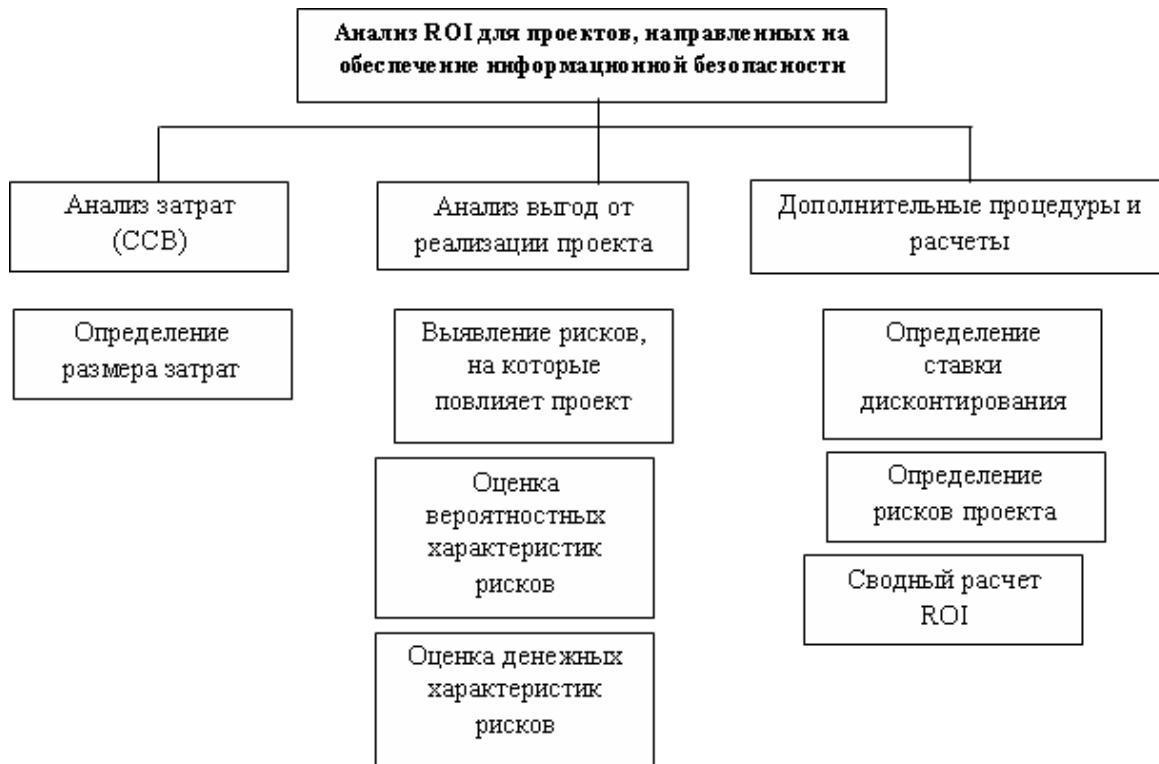 Анализ ROI для проектов, направленных на
обеспечение информационной безопасности
Анализ затрат
(ССВ)
Определение
размера затрат
Анализ выгод от
реализации проекта
Выявление рисков,
на которые
повлияет проект
Оценка
вероятностных
характеристик
рисков
Оценка денежных
характеристик
рисков
Дополнительные процедуры и
расчеты
Определение
ставки
дисконтирования
Определение
рисков проекта
Сводный расчет
ROI